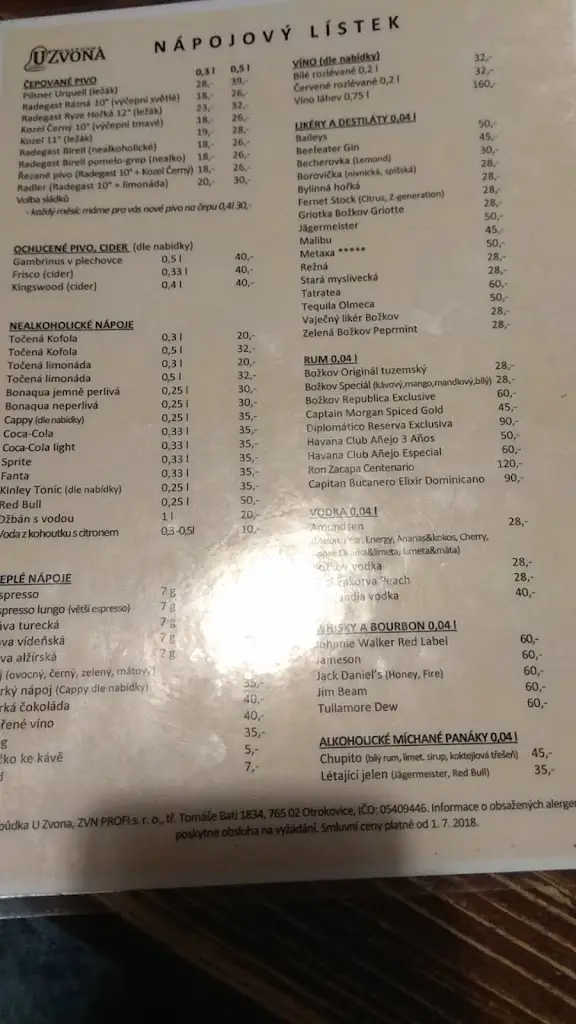 NÁPOJOVÝ LÍSTEK
U ZVONA
ČEPOVANÉ PIVO 0,3 l 0,5 l
Pilsner Urquell (ležák) 28,- 39,-
Radegast Rázná 10° (výčepní světlé) 18,- 26,-
Radegast Ryze Hořká 12° (ležák) 23,- 32,-
Kozel Černý 10° (výčepní tmavé) 18,- 26,-
Kozel 11° (ležák) 19,- 28,-
Radegast Birell (nealkoholické) 18,- 26,-
Radegast Birell pomelo-grep (nealko) 18,- 26,-
Řezané pivo (Radegast 10° + Kozel Černý) 18,- 26,-
Radler (Radegast 10° + limonáda) 20,- 30,-
Volba sládků
- každý měsíc máme pro vás nové pivo na čepu 0,4l 30,-
OCHUCENÉ PIVO, CIDER (dle nabídky)
Gambrinus v plechovce 0,5 l 40,-
Frisco (cider) 0,33 l 40,-
Kingswood (cider) 0,4 l 40,-
NEALKOHOLICKÉ NÁPOJE
Točená Kofola 0,3 l 20,-
Točená Kofola 0,5 l 32,-
Točená limonáda 0,3 l 20,-
Točená limonáda 0,5 l 32,-
Bonaqua jemně perlivá 0,25 l 30,-
Bonaqua neperlivá 0,25 l 30,-
Cappy (dle nabídky) 0,25 l 35,-
Coca-Cola 0,33 l 35,-
Coca-Cola light 0,33 l 35,-
Sprite 0,33 l 35,-
Fanta 0,33 l 35,-
Kinley Tonic (dle nabídky) 0,25 l 35,-
Red Bull 0,25 l 50,-
Džbán s vodou 1 l 20,-
Voda z kohoutku s citronem 0,3-0,5l 10,-
EPLÉ NÁPOJE
spresso 7 g
spresso lungo (větší espresso) 7 g
áva turecká 7 g
áva vídeňská 7 g
va alžírská 7 g
j (ovocný, černý, zelený, mátový)
rký nápoj (Cappy dle nabídky) 35,-
rká čokoláda 40,-
řené víno 40,-
g 35,-
čko ke kávě 5,-
d 7,-
VÍNO (dle nabídky)
Bílé rozlévané 0,2 l 32,-
Červené rozlévané 0,2 l 32,-
Víno láhev 0,75 l 160,-
LIKÉRY A DESTILÁTY 0,04 l
Baileys 50,-
Beefeater Gin 45,-
Becherovka (Lemond) 30,-
Borovička (nivnická, spišská) 28,-
Bylinná hořká 28,-
Fernet Stock (Citrus, Z-generation) 28,-
Griotka Božkov Griotte 28,-
Jägermeister 50,-
Malibu 45,-
Metaxa ***** 50,-
Režná 28,-
Stará myslivecká 28,-
Tatratea 60,-
Tequila Olmeca 50,-
Vaječný likér Božkov 28,-
Zelená Božkov Peprmint 28,-
RUM 0,04 l
Božkov Originál tuzemský 28,-
Božkov Speciál (kávový,mango,mandlový,bílý) 28,-
Božkov Republica Exclusive 60,-
Captain Morgan Spiced Gold 45,-
Diplomático Reserva Exclusiva 90,-
Havana Club Añejo 3 Años 50,-
Havana Club Añejo Especial 60,-
Ron Zacapa Centenario 120,-
Capitan Bucanero Elixir Dominicano 90,-
VODKA 0,04 l
Amundsen 28,-
Energy, Ananas&kokos, Cherry,
&limeta, Limeta&máta)
vodka 28,-
Peach 28,-
vodka 40,-
WHISKY A BOURBON 0,04 l
Johnnie Walker Red Label 60,-
Jameson 60,-
Jack Daniel's (Honey, Fire) 60,-
Jim Beam 60,-
Tullamore Dew 60,-
ALKOHOLICKÉ MÍCHANÉ PANÁKY 0,04 l
Chupito (bílý rum, limet. sirup, koktejlová třešeň) 45,-
Létající jelen (Jägermeister, Red Bull) 35,-
půdka U Zvona, ZVN PROFI s. r. o., tř. Tomáše Bati 1834, 765 02 Otrokovice, IČO: 05409446. Informace o obsažených alerge
poskytne obsluha na vyžádání. Smluvní ceny platné od 1. 7. 2018.